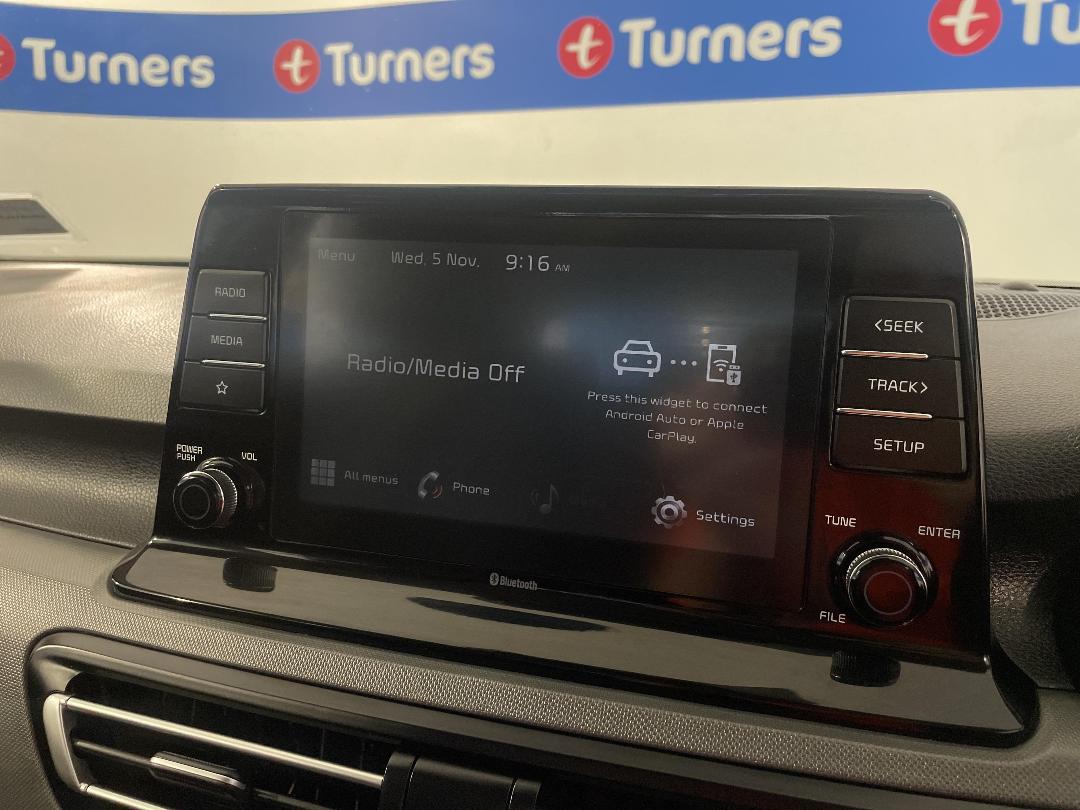 Turners Turners Turners Tu
Menu Wed, 5 Nov. 9:16 AM
RADIO
MEDIA
Radio/Media Off
Press this widget to connect
Android Auto or Apple
CarPlay.
<SEEK
TRACK>
SETUP
POWER
PUSH
VOL
All menus Phone Settings
TUNE
ENTER
FILE
Bluetooth